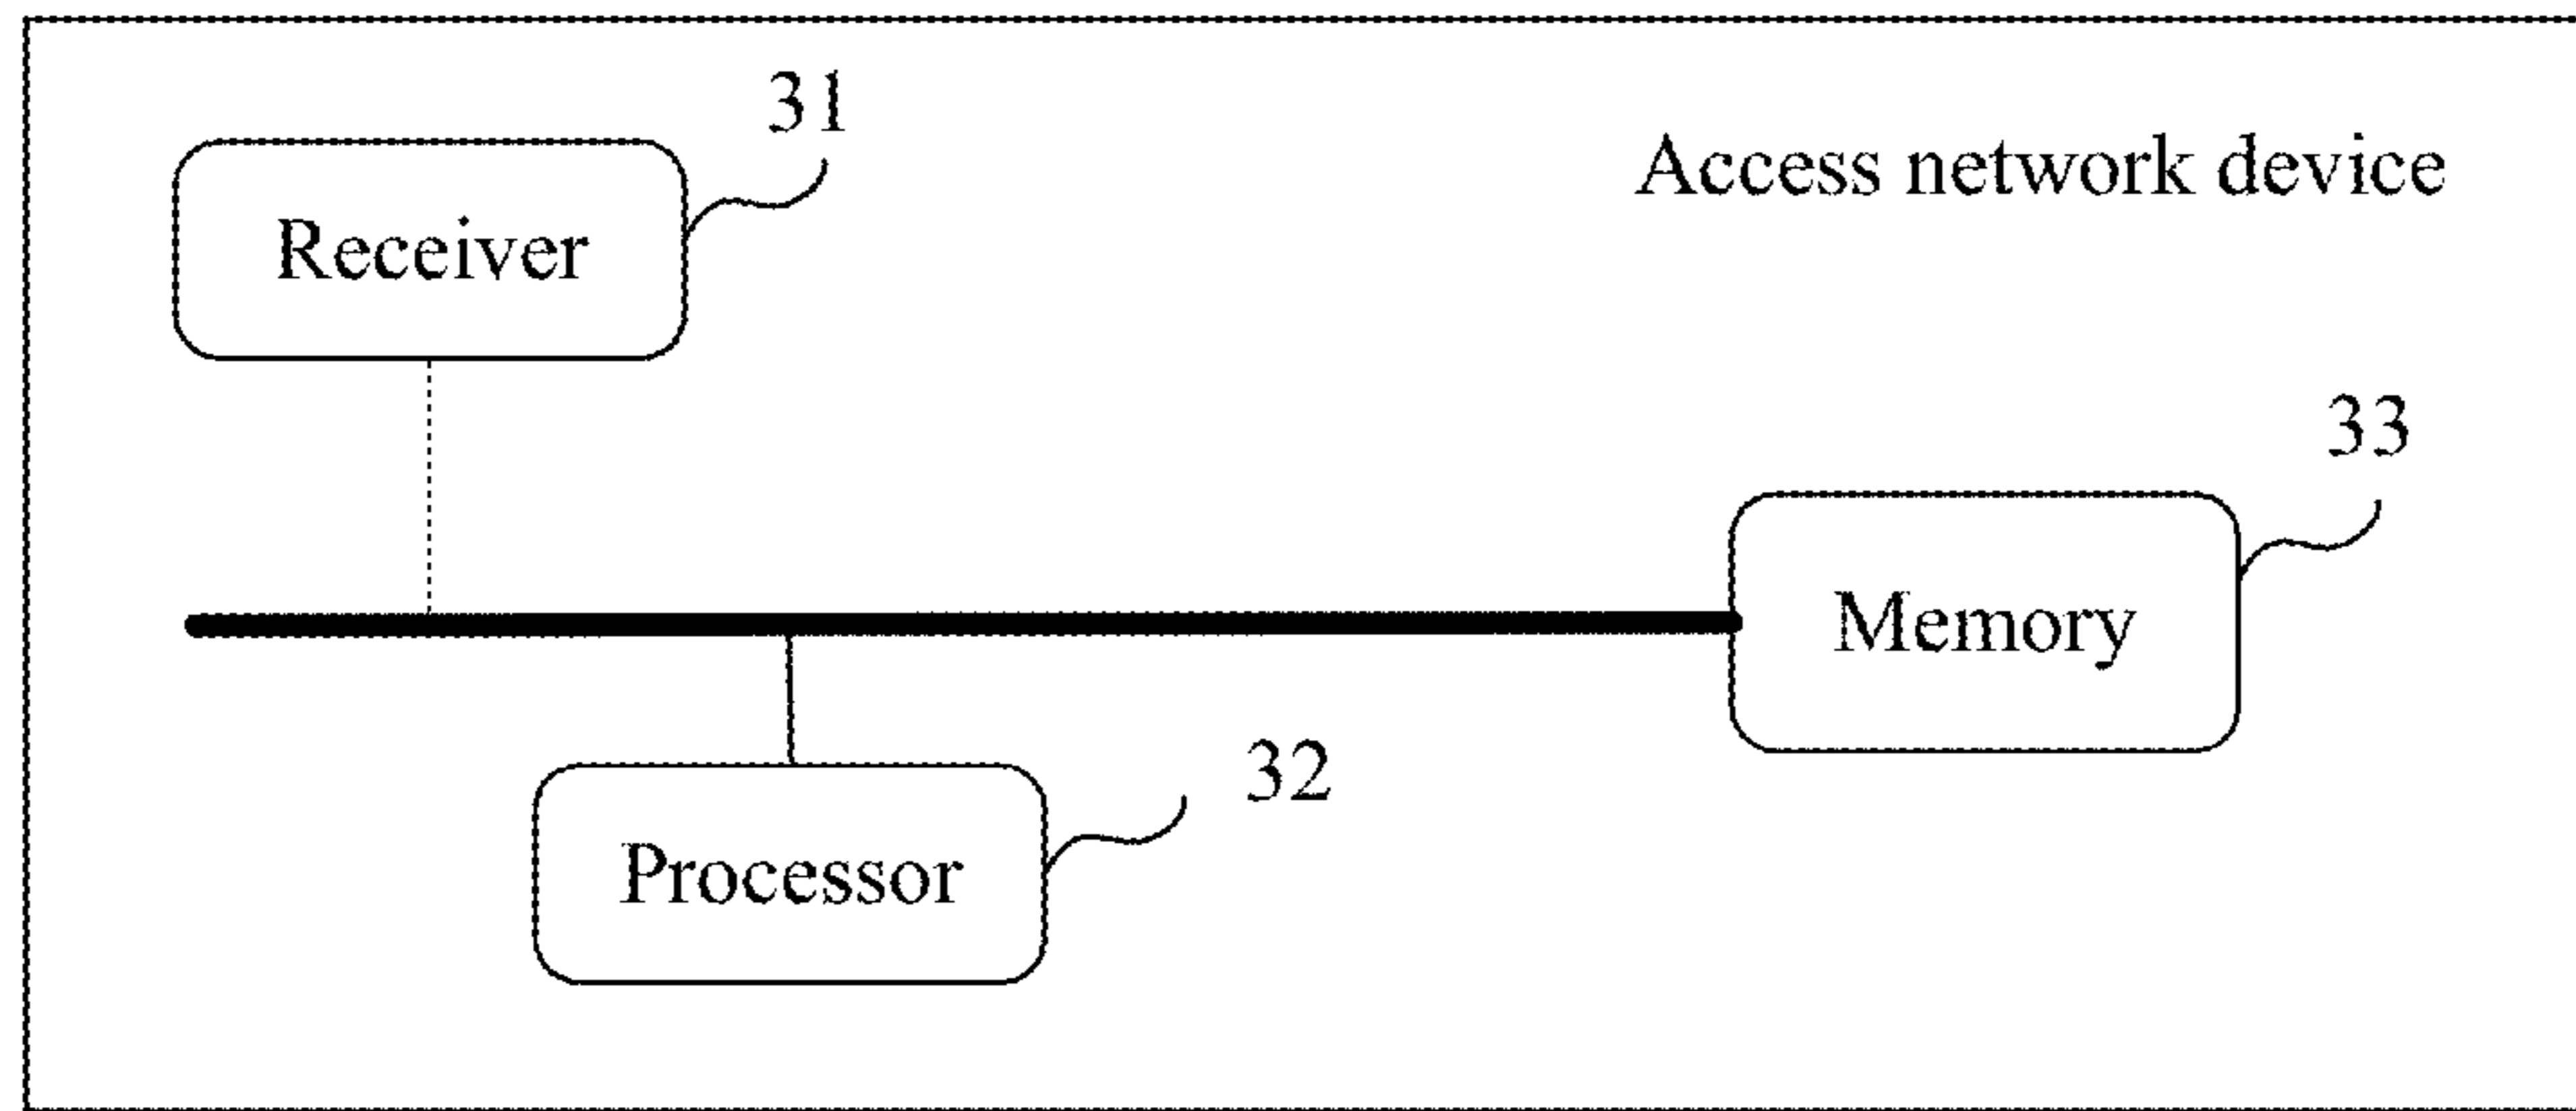 31
Access network device
Receiver
33
Memory
32
Processor